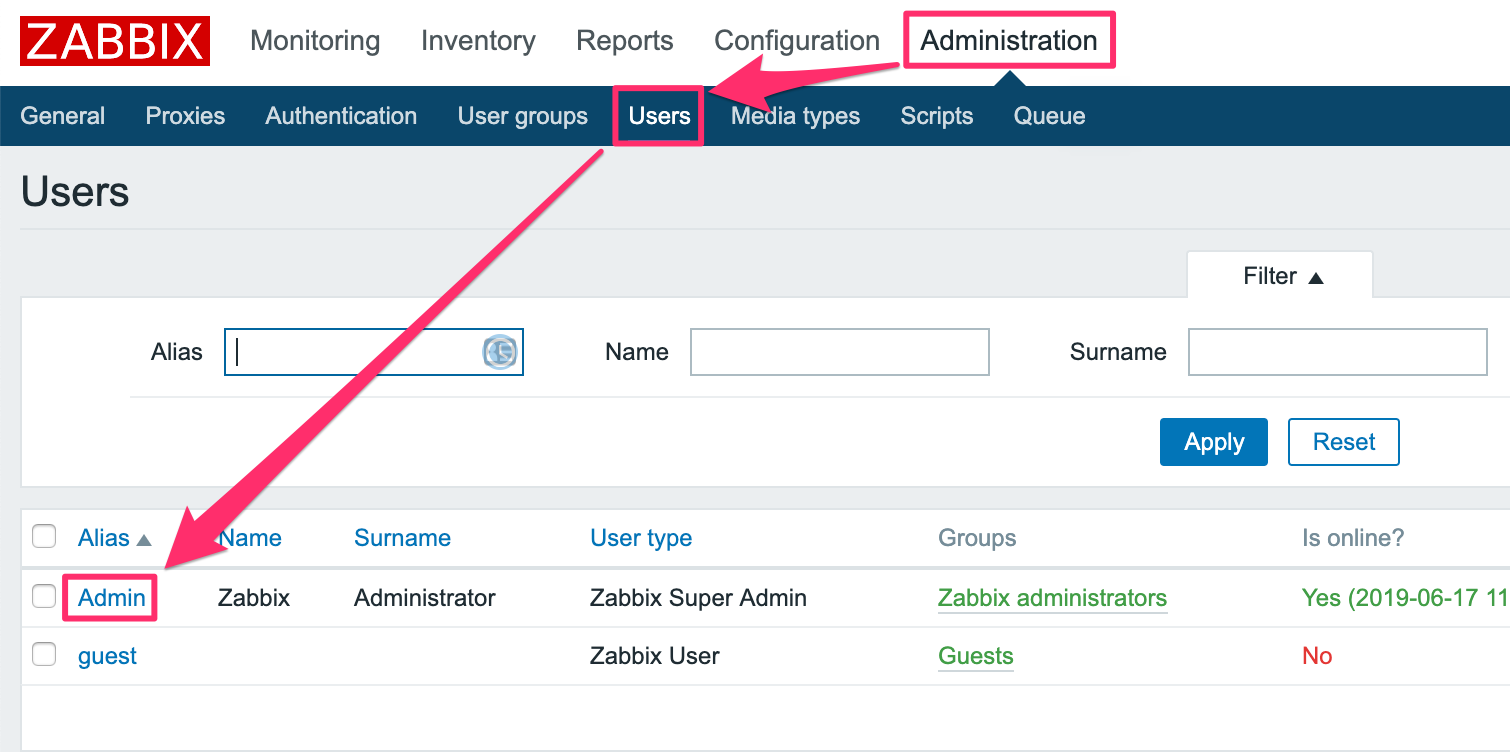 ZABBIX Monitoring Inventory Reports Configuration Administration
General Proxies Authentication User groups Users Media types Scripts Queue
Users
Filter ▲
Alias Name Surname
Apply Reset
Alias ▲ Name Surname User type Groups Is online?
Admin Zabbix Administrator Zabbix Super Admin Zabbix administrators Yes (2019-06-17 11
guest Zabbix User Guests No